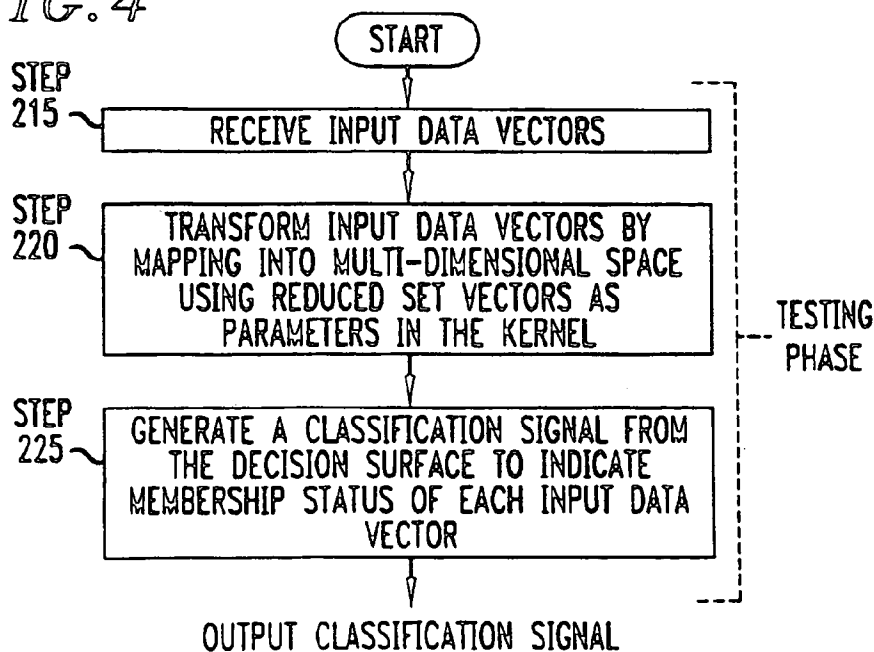 FIG. 4
START
STEP
215
RECEIVE INPUT DATA VECTORS
STEP
220
TRANSFORM INPUT DATA VECTORS BY
MAPPING INTO MULTI-DIMENSIONAL SPACE
USING REDUCED SET VECTORS AS
PARAMETERS IN THE KERNEL
TESTING
PHASE
STEP
225
GENERATE A CLASSIFICATION SIGNAL FROM
THE DECISION SURFACE TO INDICATE
MEMBERSHIP STATUS OF EACH INPUT DATA
VECTOR
OUTPUT CLASSIFICATION SIGNAL